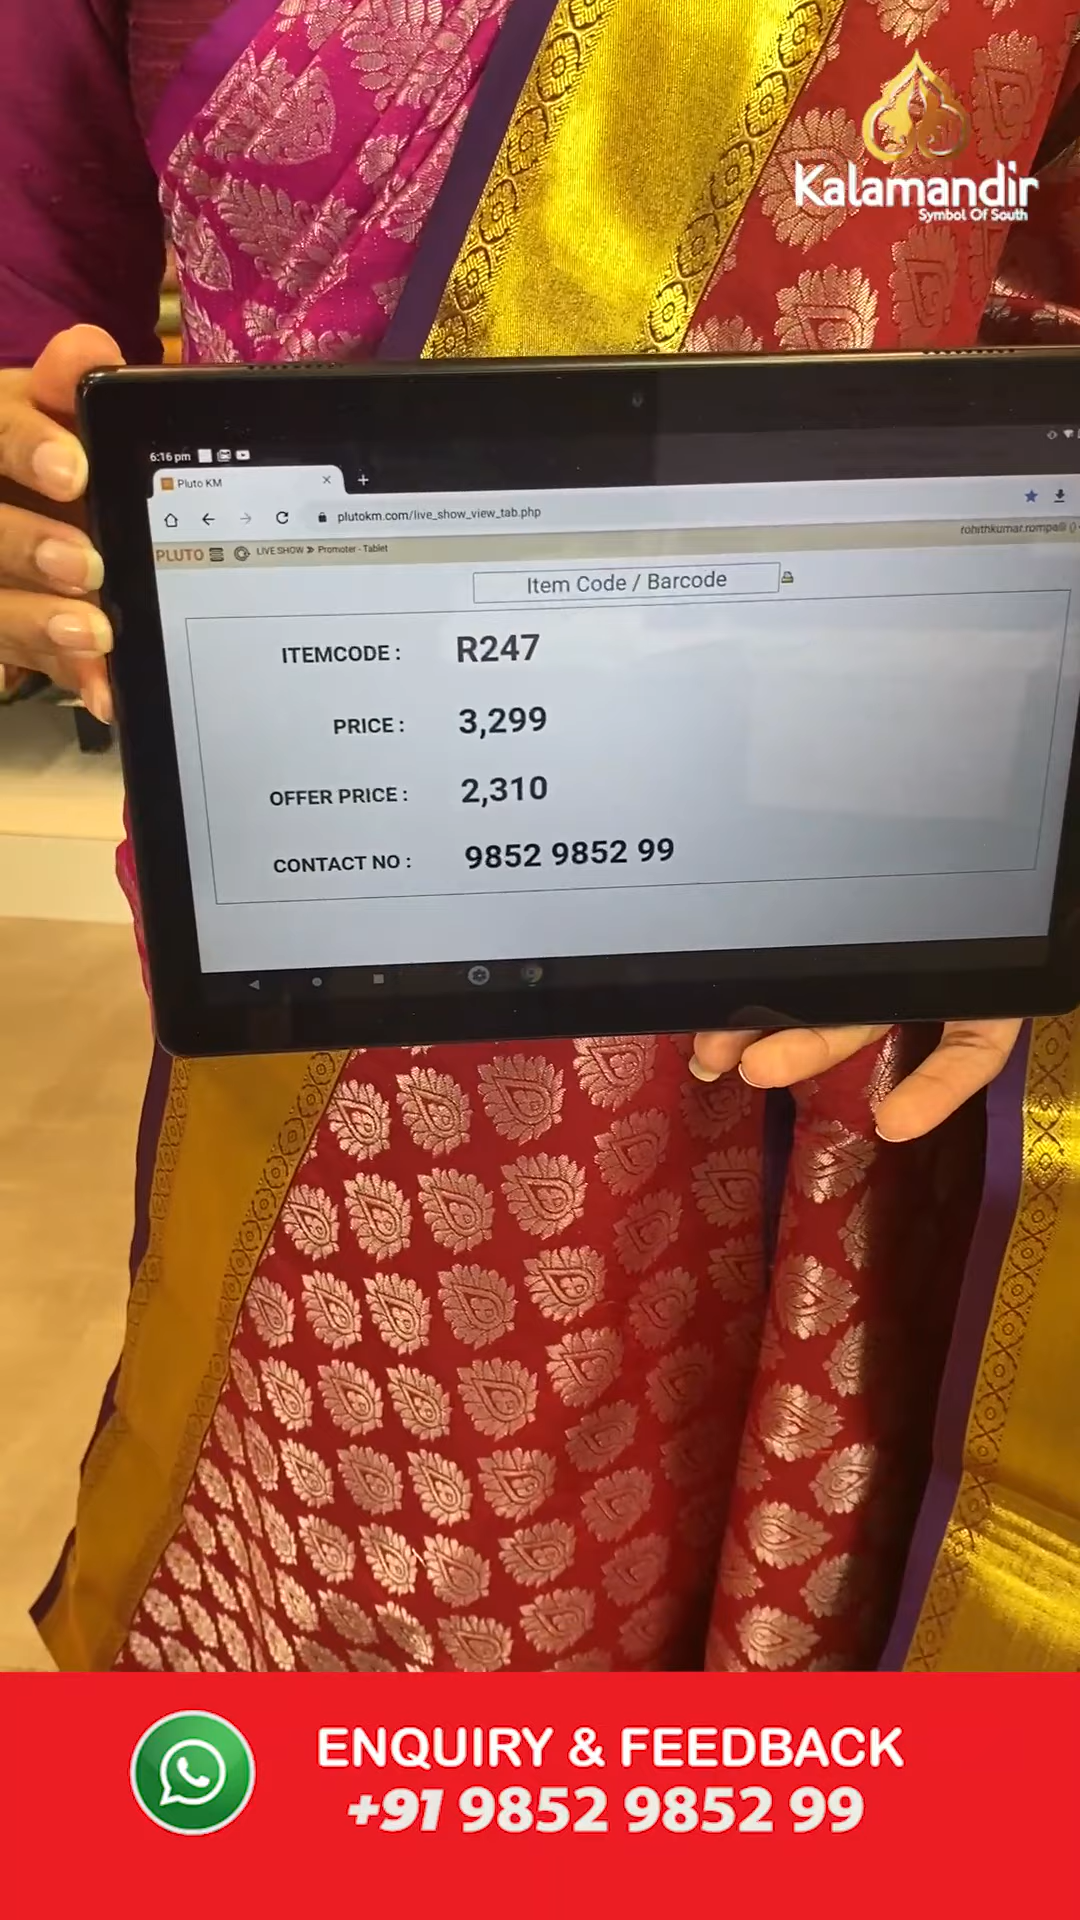 Kalamandir
Symbol Of South
6:16 pm
Pluto KM
plutokm.com/live_show_view_tab.php
rohithkumar.rompalli ()
PLUTO
LIVE SHOW >> Promoter - Tablet
Item Code / Barcode
ITEMCODE : R247
PRICE : 3,299
OFFER PRICE : 2,310
CONTACT NO : 9852 9852 99
ENQUIRY & FEEDBACK
+91 9852 9852 99